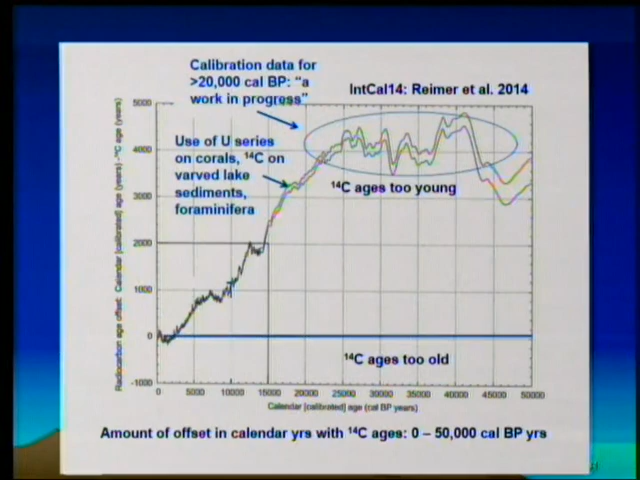 Calibration data for
>20,000 cal BP: “a
work in progress”
IntCal14: Reimer et al. 2014
Use of U series
on corals, ¹⁴C on
varved lake
sediments,
foraminifera
¹⁴C ages too young
¹⁴C ages too old
5000
4000
3000
2000
1000
0
-1000
Radiocarbon age offset: Calendar [calibrated] age (years) -¹⁴C age (years)
0 5000 10000 15000 20000 25000 30000 35000 40000 45000 50000
Calendar [calibrated] age (cal BP years)
Amount of offset in calendar yrs with ¹⁴C ages: 0 – 50,000 cal BP yrs